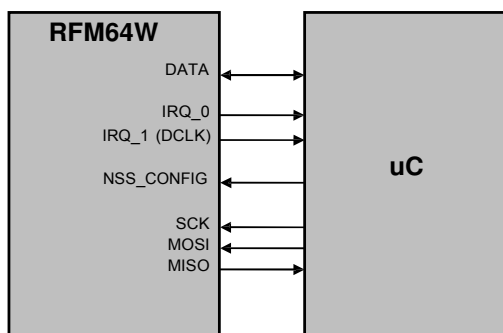 RFM64W
DATA
IRQ_0
IRQ_1 (DCLK)
NSS_CONFIG
uC
SCK
MOSI
MISO